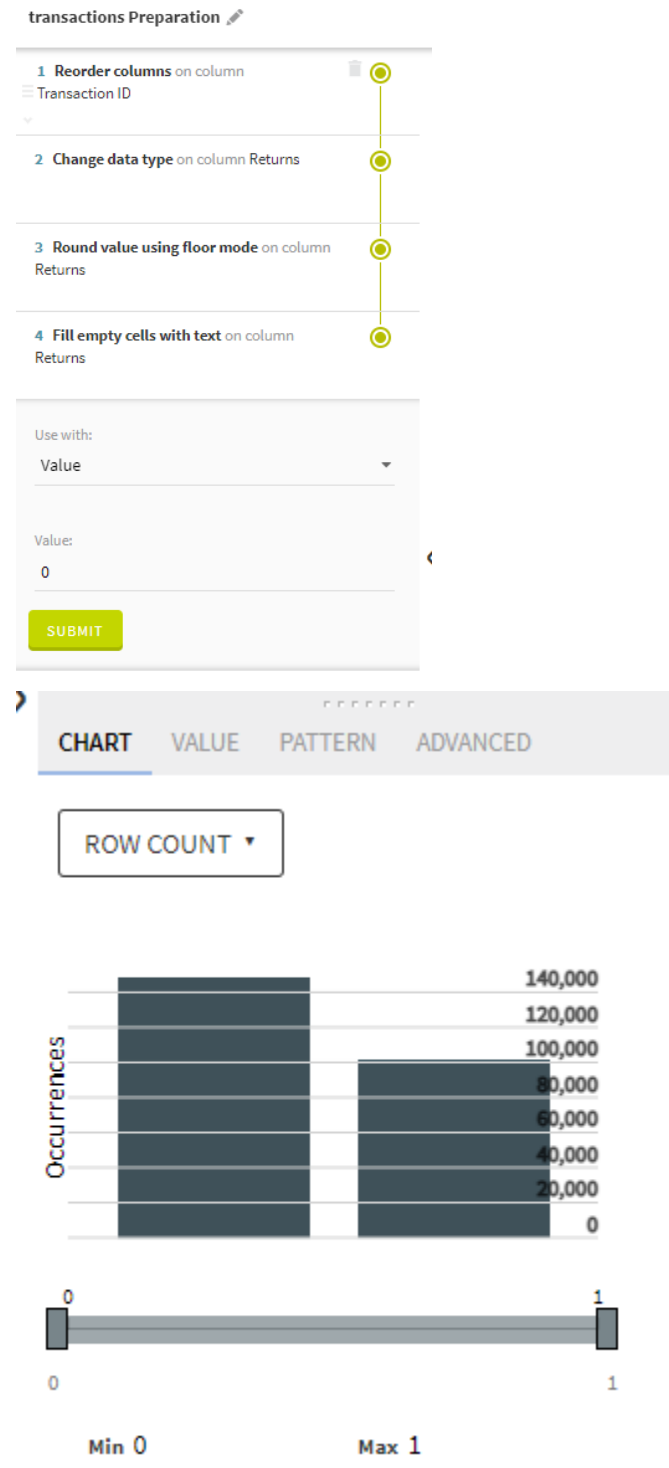 transactions Preparation
1 Reorder columns on column
Transaction ID
2 Change data type on column Returns
3 Round value using floor mode on column
Returns
4 Fill empty cells with text on column
Returns
Use with:
Value
Value:
0
SUBMIT
CHART VALUE PATTERN ADVANCED
ROW COUNT
Occurrences
140,000
120,000
100,000
80,000
60,000
40,000
20,000
0
0 1
0 1
Min 0 Max 1